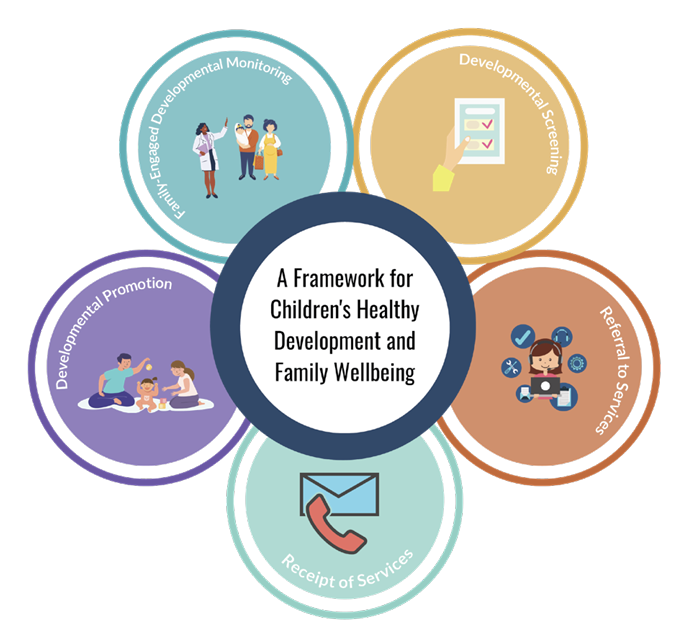 Family-Engaged Developmental Monitoring
Developmental Screening
A Framework for
Children's Healthy
Development and
Family Wellbeing
Developmental Promotion
Referral to Services
Receipt of Services